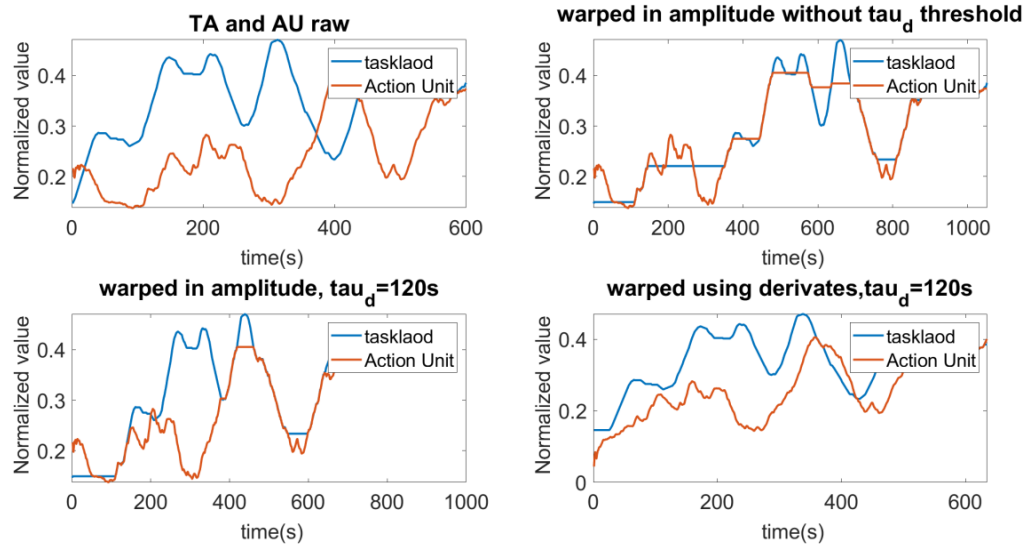 TA and AU raw
Normalized value
0.4
0.3
0.2
tasklaod
Action Unit
0 200 400 600
time(s)
warped in amplitude without tau_d threshold
Normalized value
0.4
0.3
0.2
tasklaod
Action Unit
0 200 400 600 800 1000
time(s)
warped in amplitude, tau_d=120s
Normalized value
0.4
0.3
0.2
tasklaod
Action Unit
0 200 400 600 800 1000
time(s)
warped using derivates,tau_d=120s
Normalized value
0.4
0.2
0
tasklaod
Action Unit
0 200 400 600
time(s)